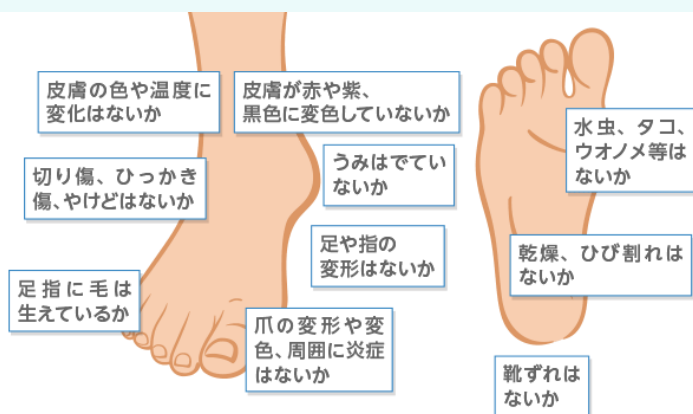 皮膚の色や温度に
変化はないか
皮膚が赤や紫、
黒色に変色していないか
切り傷、ひっかき
傷、やけどはないか
うみはでてい
ないか
足や指の
変形はないか
足指に毛は
生えているか
爪の変形や変
色、周囲に炎症
はないか
水虫、タコ、
ウオノメ等は
ないか
乾燥、ひび割れは
ないか
靴ずれは
ないか